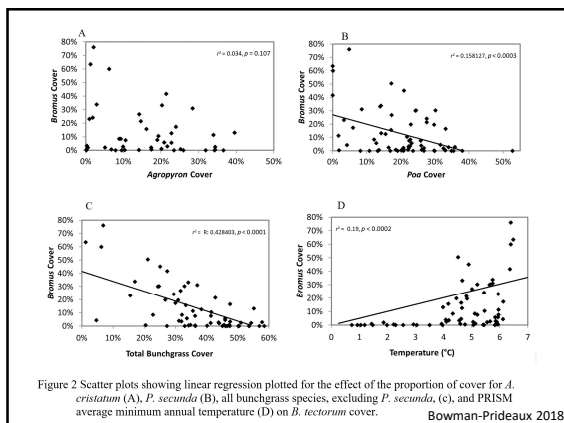 A
r² = 0.034, p = 0.107
80%
70%
60%
50%
40%
30%
20%
10%
0%
Bromus Cover
0% 10% 20% 30% 40% 50%
Agropyron Cover
B
r² = 0.158127, p < 0.0003
80%
70%
60%
50%
40%
30%
20%
10%
0%
Bromus Cover
0% 10% 20% 30% 40% 50% 60%
Poa Cover
C
r² = R: 0.428403, p < 0.0001
80%
70%
60%
50%
40%
30%
20%
10%
0%
Bromus Cover
0% 10% 20% 30% 40% 50% 60%
Total Bunchgrass Cover
D
r² = 0.19, p < 0.0002
80%
70%
60%
50%
40%
30%
20%
10%
0%
Bromus Cover
0 1 2 3 4 5 6 7
Temperature (°C)
Figure 2 Scatter plots showing linear regression plotted for the effect of the proportion of cover for A.
cristatum (A), P. secunda (B), all bunchgrass species, excluding P. secunda, (c), and PRISM
average minimum annual temperature (D) on B. tectorum cover.
Bowman-Prideaux 2018